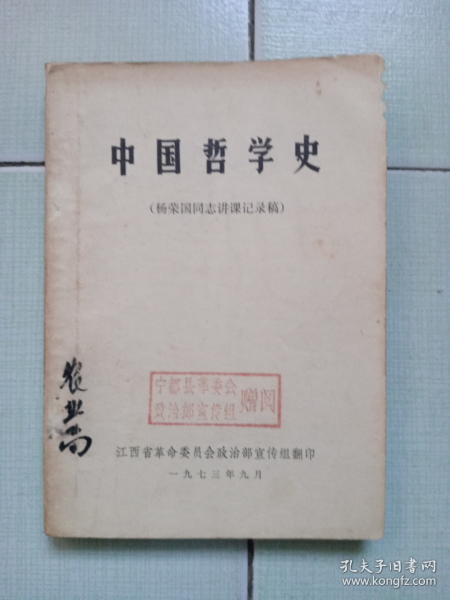 中国哲学史
(杨荣国同志讲课记录稿)
农业局
宁都县革委会
政治部宣传组
赠阅
江西省革命委员会政治部宣传组翻印
一九七三年九月
孔夫子旧书网
www.kongfz.com